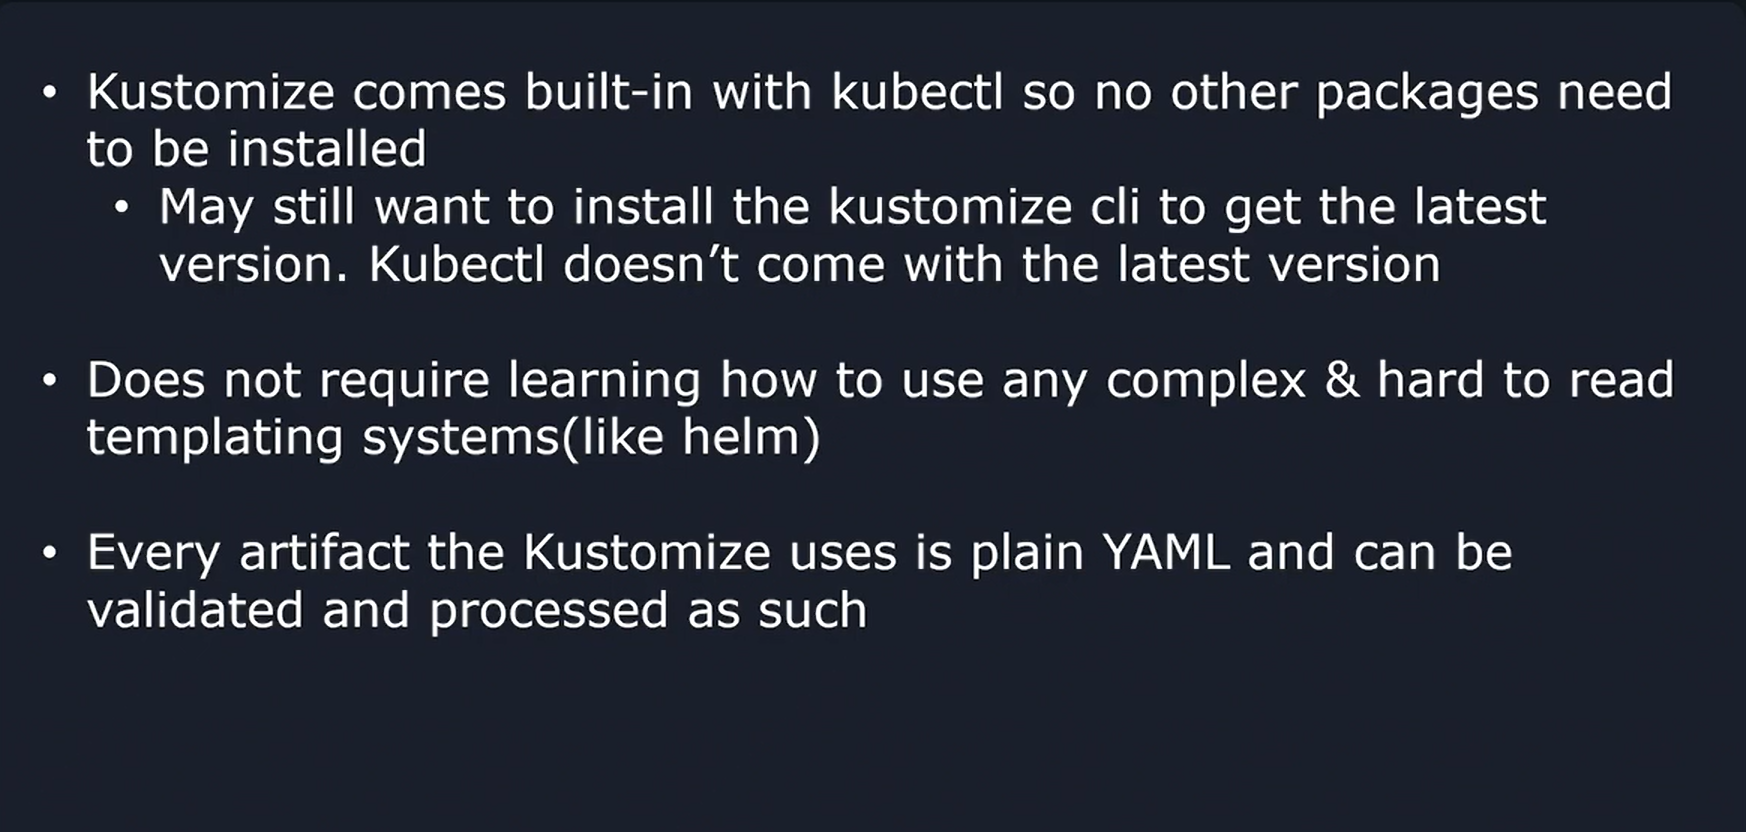 • Kustomize comes built-in with kubectl so no other packages need
to be installed
• May still want to install the kustomize cli to get the latest
version. Kubectl doesn’t come with the latest version
• Does not require learning how to use any complex & hard to read
templating systems(like helm)
• Every artifact the Kustomize uses is plain YAML and can be
validated and processed as such